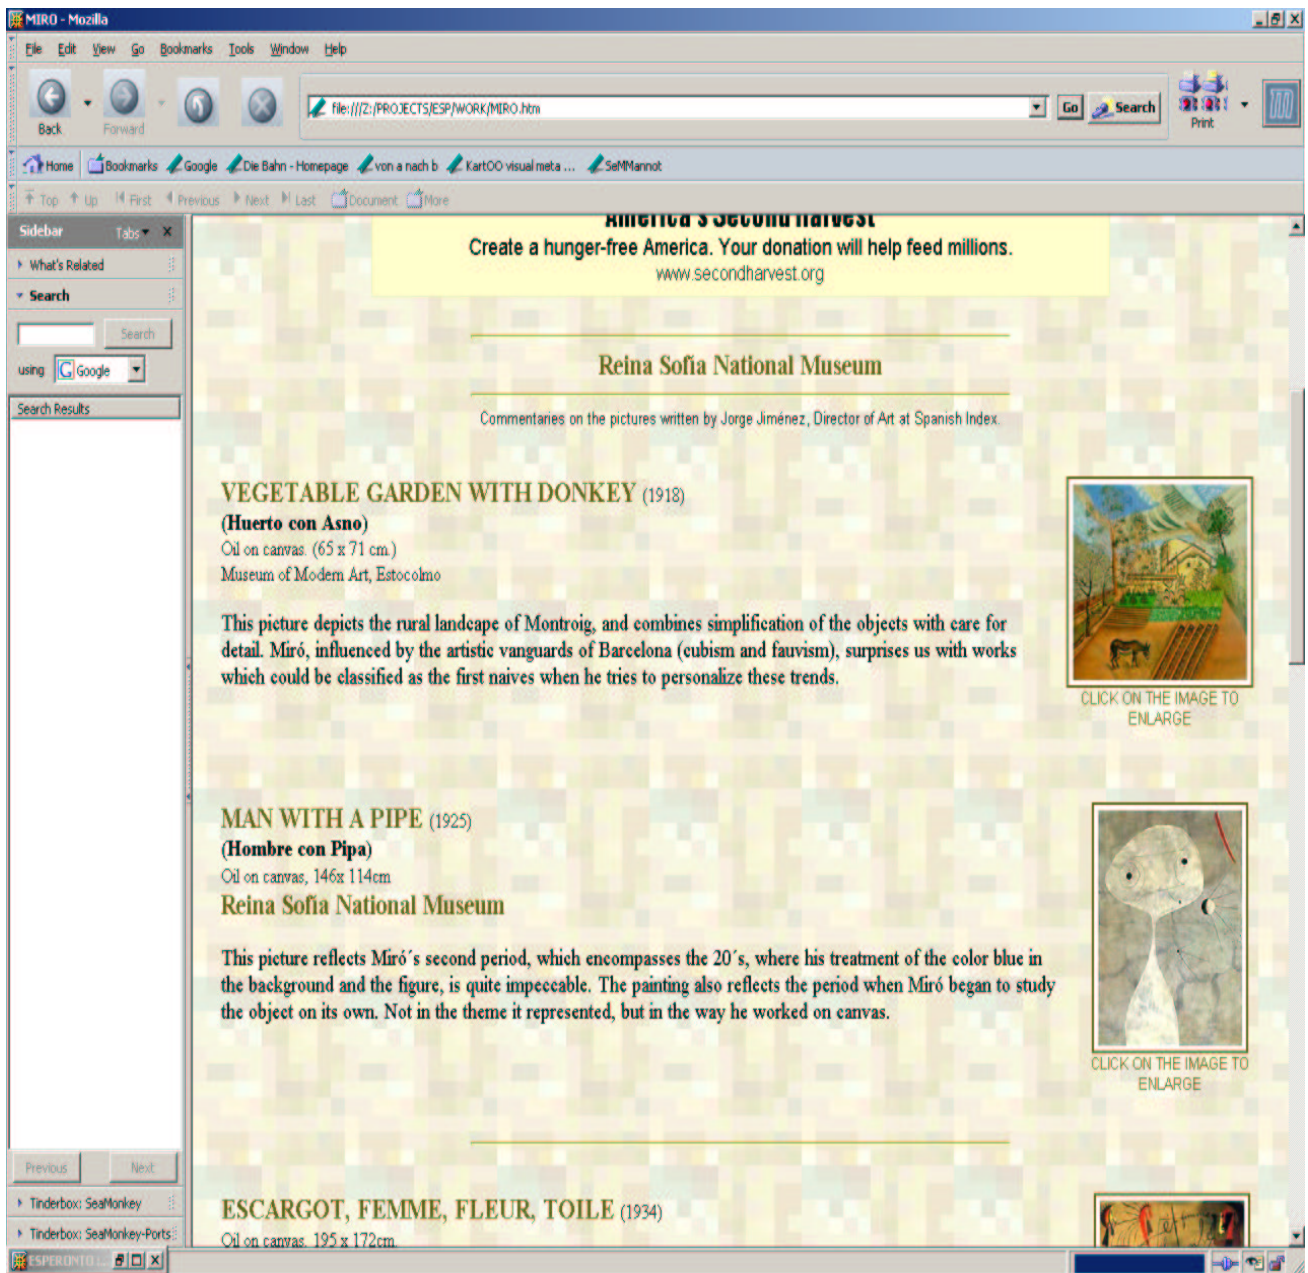 MIRO - Mozilla
File Edit View Go Bookmarks Tools Window Help
Back Forward file:///Z:/PROJECTS/ESP/WORK/MIRO.htm Go Search Print
Home Bookmarks Google Die Bahn - Homepage von a nach b KartOO visual meta ... SeMMannot
Top Up First Previous Next Last Document More
Sidebar Tabs
What's Related
Search
Search
using Google
Search Results
Previous Next
Tinderbox: SeaMonkey
Tinderbox: SeaMonkey-Ports
America's Second Harvest
Create a hunger-free America. Your donation will help feed millions.
www.secondharvest.org
Reina Sofía National Museum
Commentaries on the pictures written by Jorge Jiménez, Director of Art at Spanish Index.
VEGETABLE GARDEN WITH DONKEY (1918)
(Huerto con Asno)
Oil on canvas. (65 x 71 cm.)
Museum of Modern Art, Estocolmo
This picture depicts the rural landcape of Montroig, and combines simplification of the objects with care for
detail. Miró, influenced by the artistic vanguards of Barcelona (cubism and fauvism), surprises us with works
which could be classified as the first naives when he tries to personalize these trends.
CLICK ON THE IMAGE TO
ENLARGE
MAN WITH A PIPE (1925)
(Hombre con Pipa)
Oil on canvas, 146x 114cm
Reina Sofía National Museum
This picture reflects Miró´s second period, which encompasses the 20´s, where his treatment of the color blue in
the background and the figure, is quite impeccable. The painting also reflects the period when Miró began to study
the object on its own. Not in the theme it represented, but in the way he worked on canvas.
CLICK ON THE IMAGE TO
ENLARGE
ESCARGOT, FEMME, FLEUR, TOILE (1934)
Oil on canvas. 195 x 172cm.
ESPERONTO